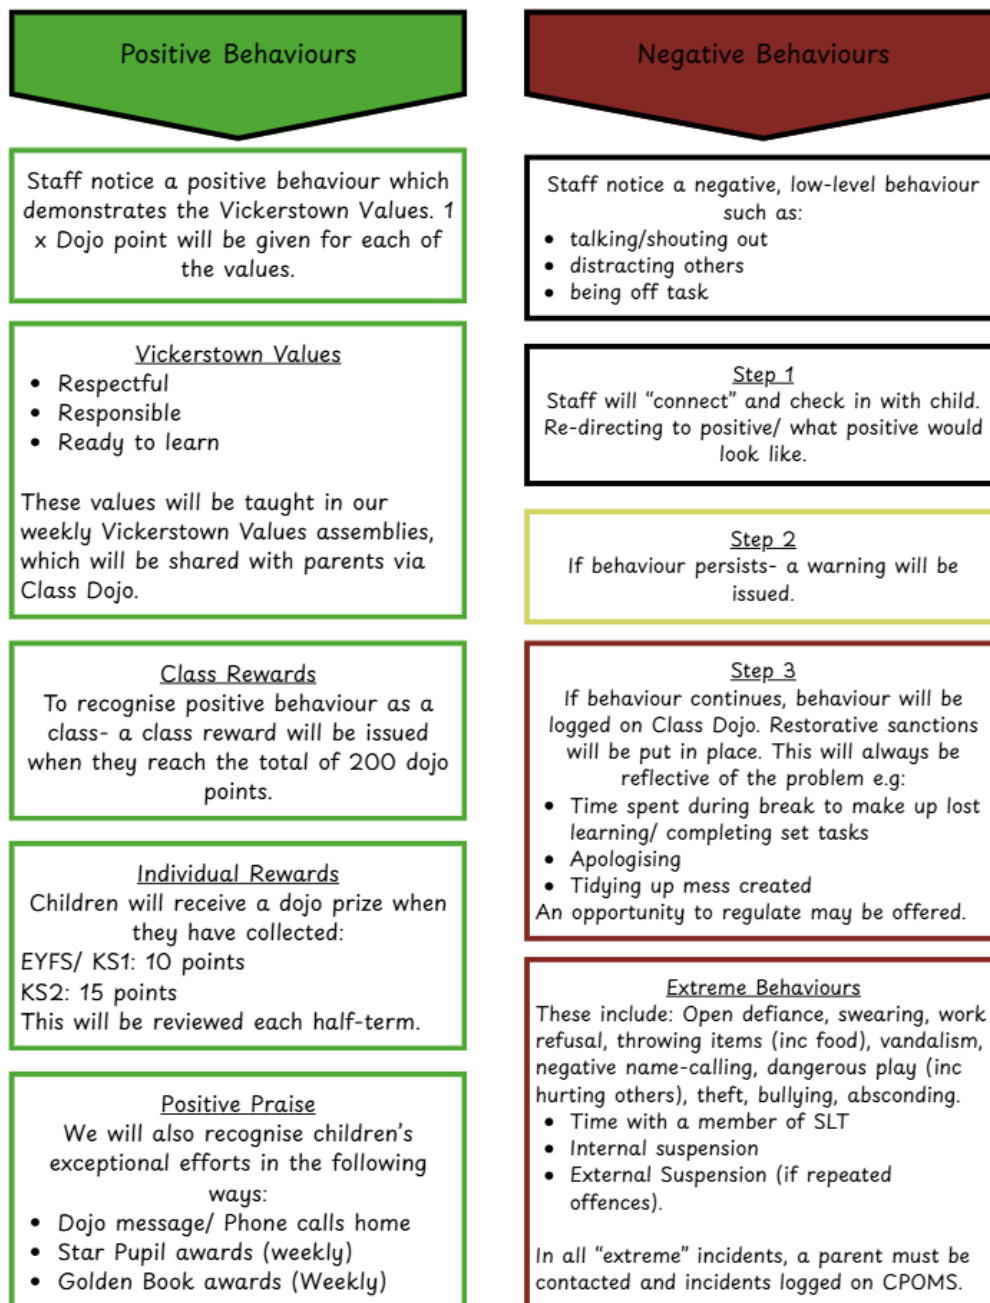 Positive Behaviours
Staff notice a positive behaviour which
demonstrates the Vickerstown Values. 1
x Dojo point will be given for each of
the values.
Vickerstown Values
• Respectful
• Responsible
• Ready to learn
These values will be taught in our
weekly Vickerstown Values assemblies,
which will be shared with parents via
Class Dojo.
Class Rewards
To recognise positive behaviour as a
class- a class reward will be issued
when they reach the total of 200 dojo
points.
Individual Rewards
Children will receive a dojo prize when
they have collected:
EYFS/ KS1: 10 points
KS2: 15 points
This will be reviewed each half-term.
Positive Praise
We will also recognise children's
exceptional efforts in the following
ways:
• Dojo message/ Phone calls home
• Star Pupil awards (weekly)
• Golden Book awards (Weekly)
Negative Behaviours
Staff notice a negative, low-level behaviour
such as:
• talking/shouting out
• distracting others
• being off task
Step 1
Staff will "connect" and check in with child.
Re-directing to positive/ what positive would
look like.
Step 2
If behaviour persists- a warning will be
issued.
Step 3
If behaviour continues, behaviour will be
logged on Class Dojo. Restorative sanctions
will be put in place. This will always be
reflective of the problem e.g:
• Time spent during break to make up lost
learning/ completing set tasks
• Apologising
• Tidying up mess created
An opportunity to regulate may be offered.
Extreme Behaviours
These include: Open defiance, swearing, work
refusal, throwing items (inc food), vandalism,
negative name-calling, dangerous play (inc
hurting others), theft, bullying, absconding.
• Time with a member of SLT
• Internal suspension
• External Suspension (if repeated
offences).
In all "extreme" incidents, a parent must be
contacted and incidents logged on CPOMS.